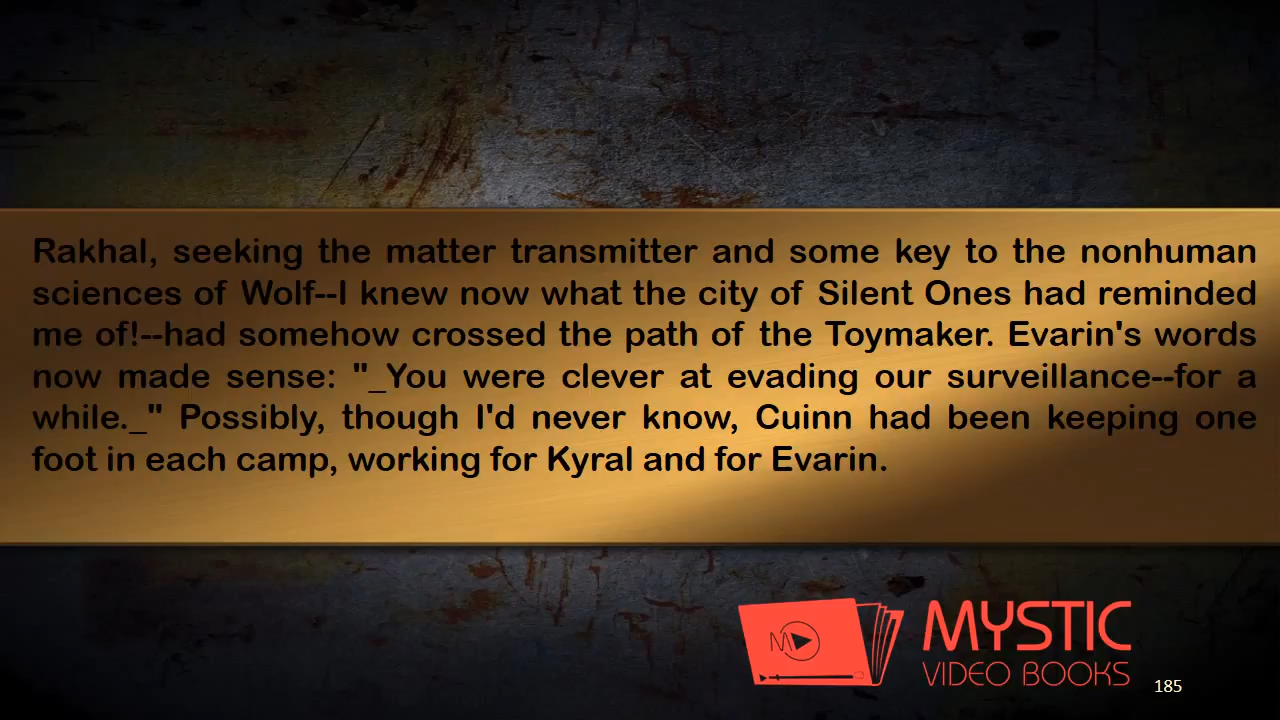 Rakhal, seeking the matter transmitter and some key to the nonhuman
sciences of Wolf--I knew now what the city of Silent Ones had reminded
me of!--had somehow crossed the path of the Toymaker. Evarin's words
now made sense: "_You were clever at evading our surveillance--for a
while._" Possibly, though I'd never know, Cuinn had been keeping one
foot in each camp, working for Kyral and for Evarin.
MYSTIC
VIDEO BOOKS
185